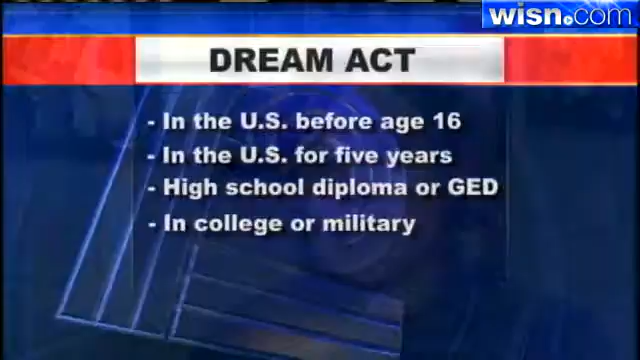 wisn.com
DREAM ACT
- In the U.S. before age 16
- In the U.S. for five years
- High school diploma or GED
- In college or military